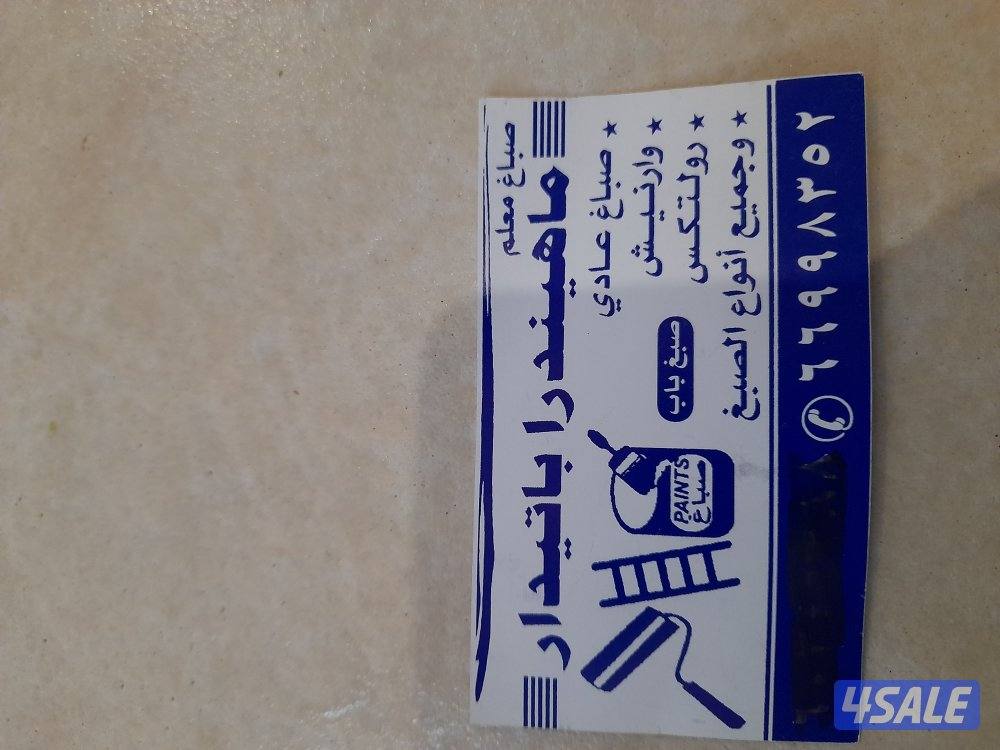 صباغ معلم
ماهيندرا باتيدار
★ صباغ عادي
★ وارنيش
★ رولتكس
★ وجميع أنواع الصبغ
صبغ باب
PAINTS
صباغ
٦٦٩٩٨٣٥٢
4SALE